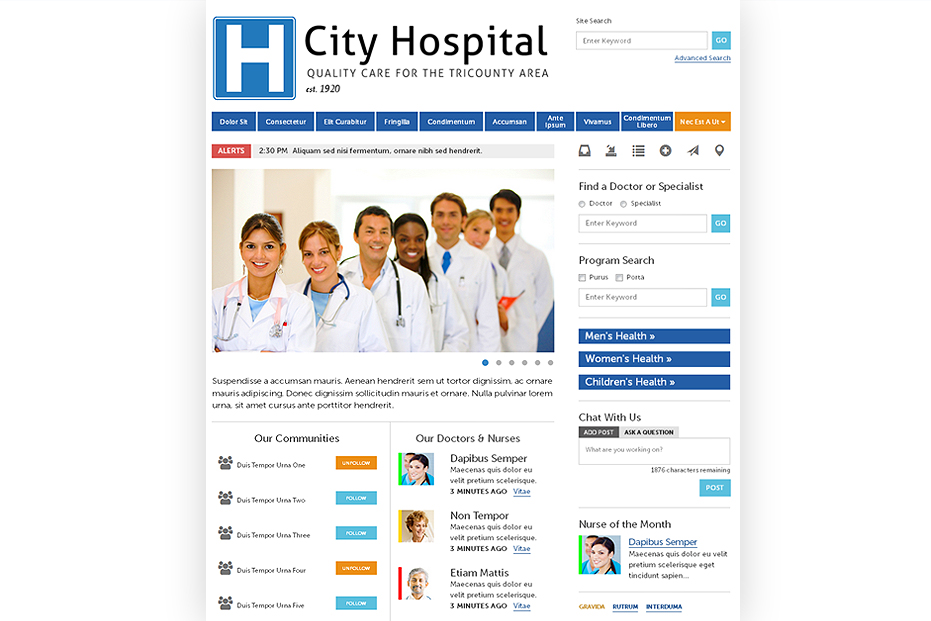 H
City Hospital
QUALITY CARE FOR THE TRICOUNTY AREA
est. 1920
Site Search
Enter Keyword
GO
Advanced Search
Dolor Sit
Consectetur
Elit Curabitur
Fringilla
Condimentum
Accumsan
Ante
Ipsum
Vivamus
Condimentum
Libero
Nec Est A Ut
ALERTS
2:30 PM Aliquam sed nisi fermentum, ornare nibh sed hendrerit.
Suspendisse a accumsan mauris. Aenean hendrerit sem ut tortor dignissim, ac ornare
mauris adipiscing. Donec dignissim sollicitudin mauris et ornare. Nulla pulvinar lorem
urna, sit amet cursus ante porttitor hendrerit.
Our Communities
Duis Tempor Urna One
UNFOLLOW
Duis Tempor Urna Two
FOLLOW
Duis Tempor Urna Three
FOLLOW
Duis Tempor Urna Four
UNFOLLOW
Duis Tempor Urna Five
FOLLOW
Our Doctors & Nurses
Dapibus Semper
Maecenas quis dolor eu
velit pretium scelerisque.
3 MINUTES AGO Vitae
Non Tempor
Maecenas quis dolor eu
velit pretium scelerisque.
3 MINUTES AGO Vitae
Etiam Mattis
Maecenas quis dolor eu
velit pretium scelerisque.
3 MINUTES AGO Vitae
Find a Doctor or Specialist
Doctor Specialist
Enter Keyword
GO
Program Search
Purus Porta
Enter Keyword
GO
Men's Health »
Women's Health »
Children's Health »
Chat With Us
ADD POST
ASK A QUESTION
What are you working on?
1876 characters remaining
POST
Nurse of the Month
Dapibus Semper
Maecenas quis dolor eu velit
pretium scelerisque eget
tincidunt sapien...
GRAVIDA RUTRUM INTERDUMA